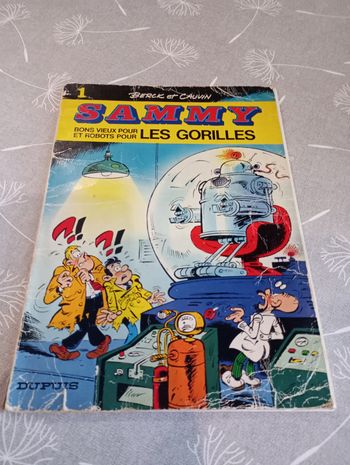 1
BERCK et CAUVIN
SAMMY
BONS VIEUX POUR
ET ROBOTS POUR
LES GORILLES
?!
?!
DUPUIS